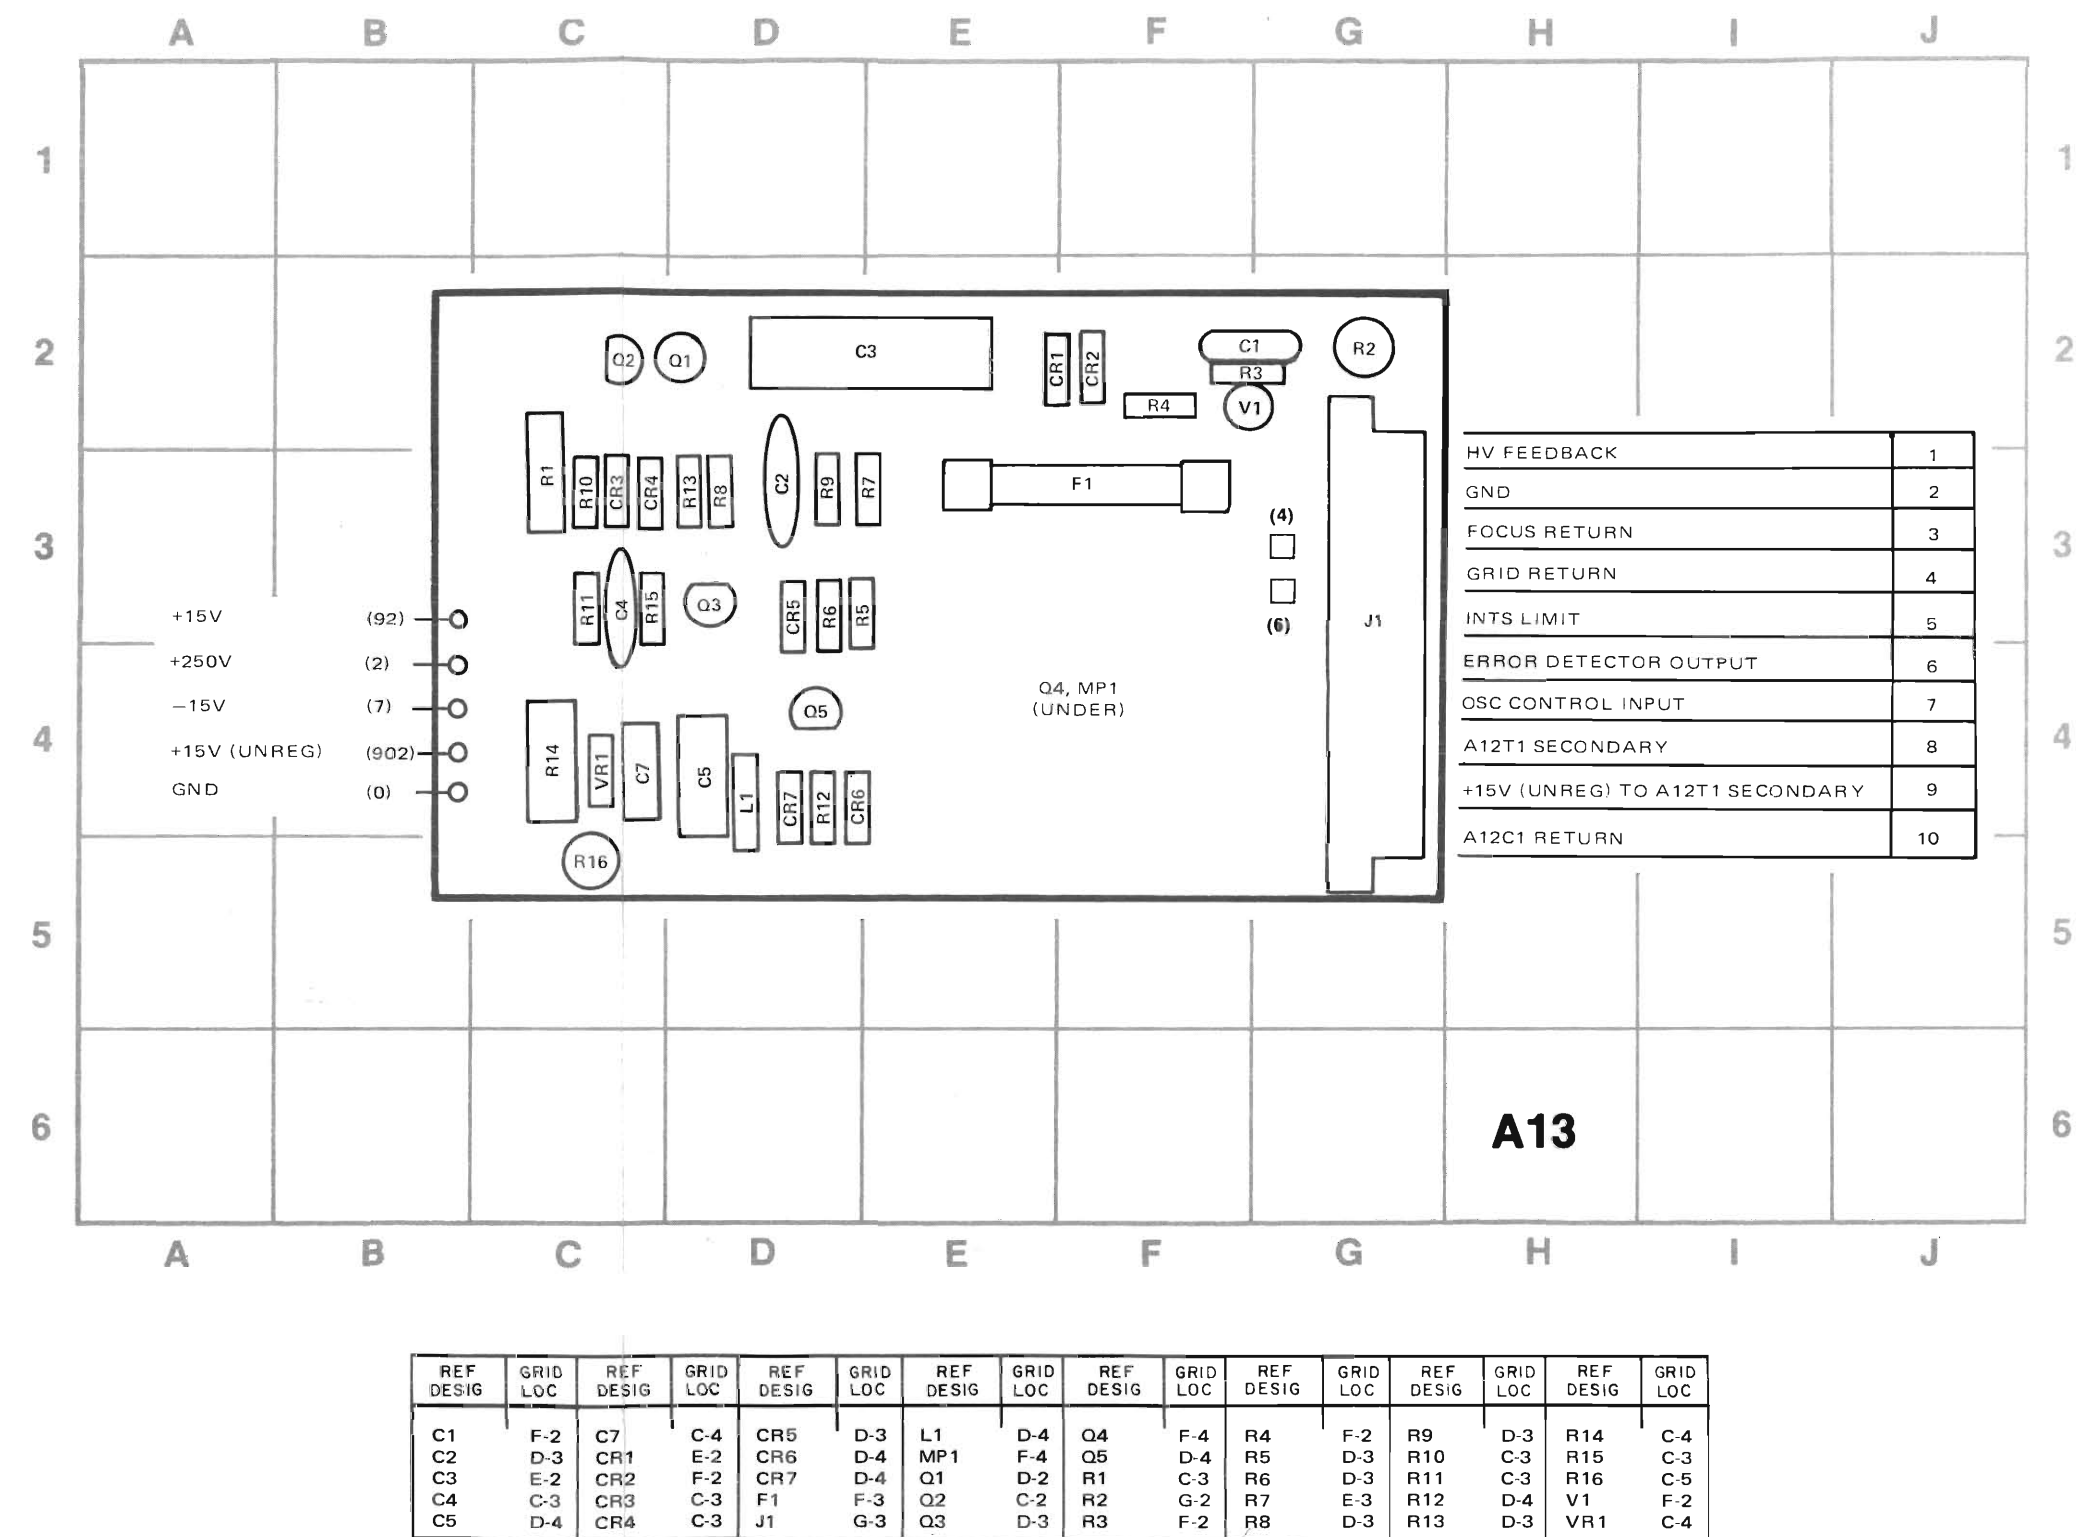 A B C D E F G H I J
1 1
Q2 Q1 C3 CR1 CR2 C1 R2
2 2
R3
R4 V1
HV FEEDBACK 1
R1 R10 CR3 CR4 R13 R8 C2 R9 R7 F1
GND 2
(4)
FOCUS RETURN 3
3 3
GRID RETURN 4
R11 C4 R15 Q3 CR5 R6 R5
+15V (92)
(6) J1
INTS LIMIT 5
+250V (2)
ERROR DETECTOR OUTPUT 6
Q4, MP1
(UNDER)
−15V (7)
Q5
OSC CONTROL INPUT 7
4 4
+15V (UNREG) (902)
A12T1 SECONDARY 8
R14 VR1 C7 C5 L1 CR7 R12 CR6
GND (0)
+15V (UNREG) TO A12T1 SECONDARY 9
A12C1 RETURN 10
R16
5 5
6 A13 6
A B C D E F G H I J
REF DESIG GRID LOC REF DESIG GRID LOC REF DESIG GRID LOC REF DESIG GRID LOC REF DESIG GRID LOC REF DESIG GRID LOC REF DESIG GRID LOC REF DESIG GRID LOC
C1 F-2 C7 C-4 CR5 D-3 L1 D-4 Q4 F-4 R4 F-2 R9 D-3 R14 C-4
C2 D-3 CR1 E-2 CR6 D-4 MP1 F-4 Q5 D-4 R5 D-3 R10 C-3 R15 C-3
C3 E-2 CR2 F-2 CR7 D-4 Q1 D-2 R1 C-3 R6 D-3 R11 C-3 R16 C-5
C4 C-3 CR3 C-3 F1 F-3 Q2 C-2 R2 G-2 R7 E-3 R12 D-4 V1 F-2
C5 D-4 CR4 C-3 J1 G-3 Q3 D-3 R3 F-2 R8 D-3 R13 D-3 VR1 C-4